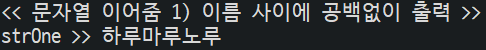 << 문자열 이어줌 1) 이름 사이에 공백없이 출력 >>
strOne >> 하루마루노루